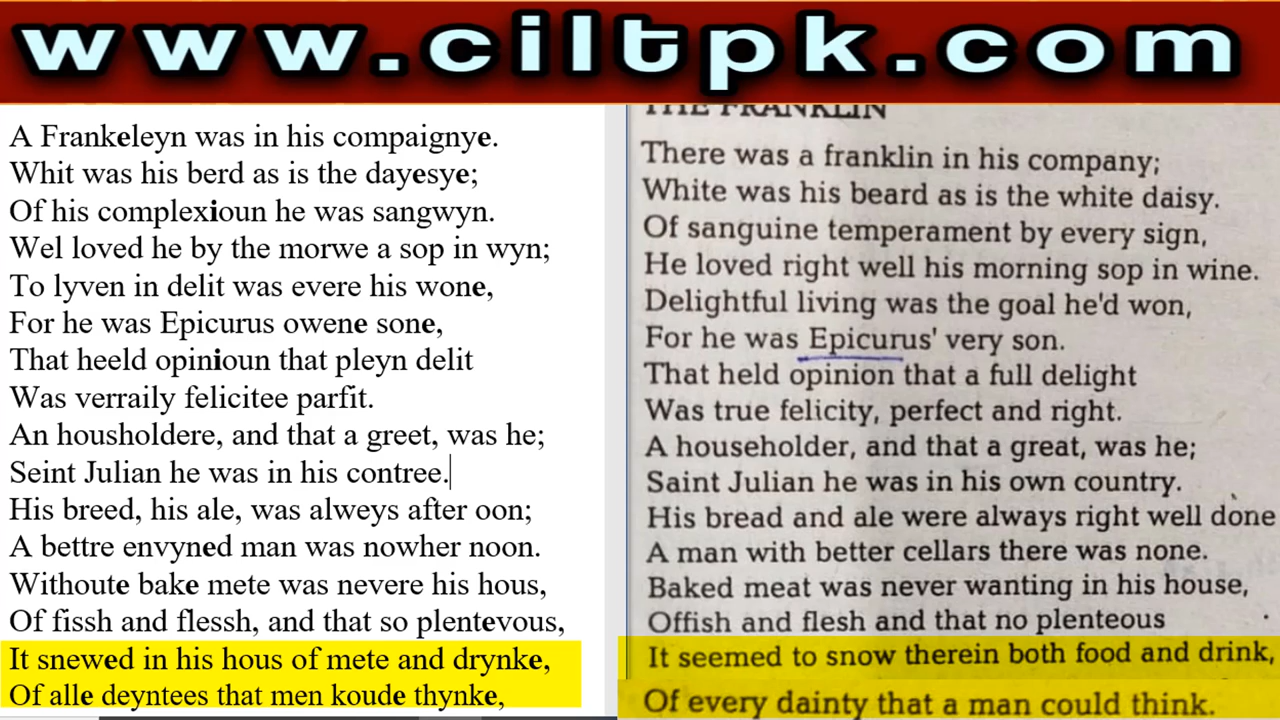 www.ciltpk.com
A Frankeleyn was in his compaignye.
Whit was his berd as is the dayesye;
Of his complexioun he was sangwyn.
Wel loved he by the morwe a sop in wyn;
To lyven in delit was evere his wone,
For he was Epicurus owene sone,
That heeld opinioun that pleyn delit
Was verraily felicitee parfit.
An housholdere, and that a greet, was he;
Seint Julian he was in his contree.
His breed, his ale, was alweys after oon;
A bettre envyned man was nowher noon.
Withoute bake mete was nevere his hous,
Of fissh and flessh, and that so plentevous,
It snewed in his hous of mete and drynke,
Of alle deyntees that men koude thynke,
THE FRANKLIN
There was a franklin in his company;
White was his beard as is the white daisy.
Of sanguine temperament by every sign,
He loved right well his morning sop in wine.
Delightful living was the goal he'd won,
For he was Epicurus' very son.
That held opinion that a full delight
Was true felicity, perfect and right.
A householder, and that a great, was he;
Saint Julian he was in his own country.
His bread and ale were always right well done
A man with better cellars there was none.
Baked meat was never wanting in his house,
Offish and flesh and that no plenteous
It seemed to snow therein both food and drink,
Of every dainty that a man could think.